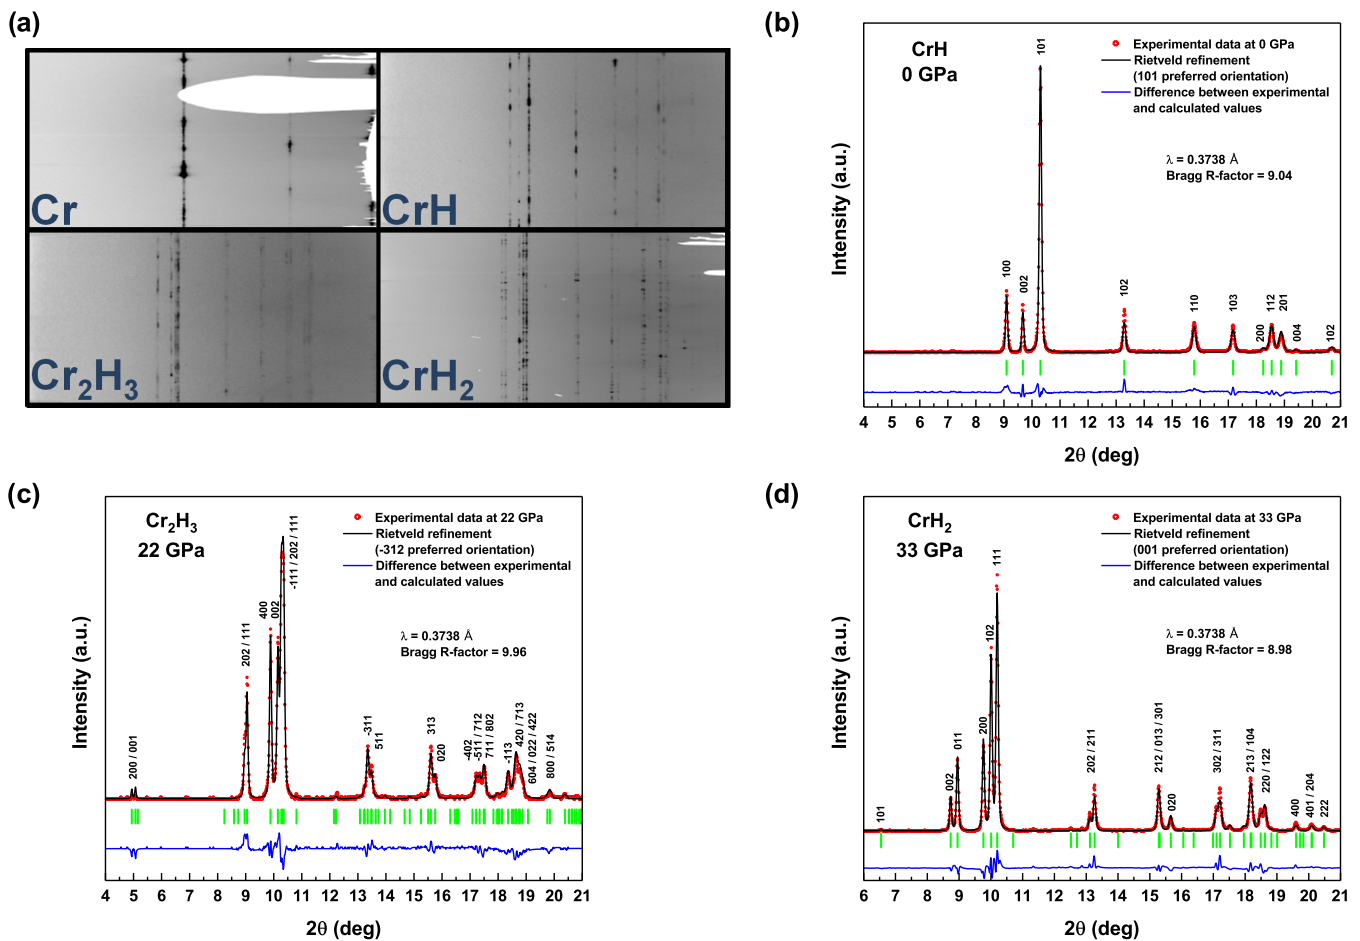 (a)
Cr
CrH
Cr2H3
CrH2
(b)
CrH
0 GPa
Experimental data at 0 GPa
Rietveld refinement
(101 preferred orientation)
Difference between experimental
and calculated values
λ = 0.3738 Å
Bragg R-factor = 9.04
100
002
101
102
110
103
200
112
201
004
102
Intensity (a.u.)
4 5 6 7 8 9 10 11 12 13 14 15 16 17 18 19 20 21
2θ (deg)
(c)
Cr2H3
22 GPa
Experimental data at 22 GPa
Rietveld refinement
(-312 preferred orientation)
Difference between experimental
and calculated values
λ = 0.3738 Å
Bragg R-factor = 9.96
200 / 001
202 / 111
400
002
-111 / 202 / 111
-311
511
313
020
-402
-511 / 712
711 / 802
-113
420 / 713
604 / 022 / 422
800 / 514
Intensity (a.u.)
4 5 6 7 8 9 10 11 12 13 14 15 16 17 18 19 20 21
2θ (deg)
(d)
CrH2
33 GPa
Experimental data at 33 GPa
Rietveld refinement
(001 preferred orientation)
Difference between experimental
and calculated values
λ = 0.3738 Å
Bragg R-factor = 8.98
101
002
011
200
102
111
202 / 211
212 / 013 / 301
020
302 / 311
213 / 104
220 / 122
400
401 / 204
222
Intensity (a.u.)
6 7 8 9 10 11 12 13 14 15 16 17 18 19 20 21
2θ (deg)